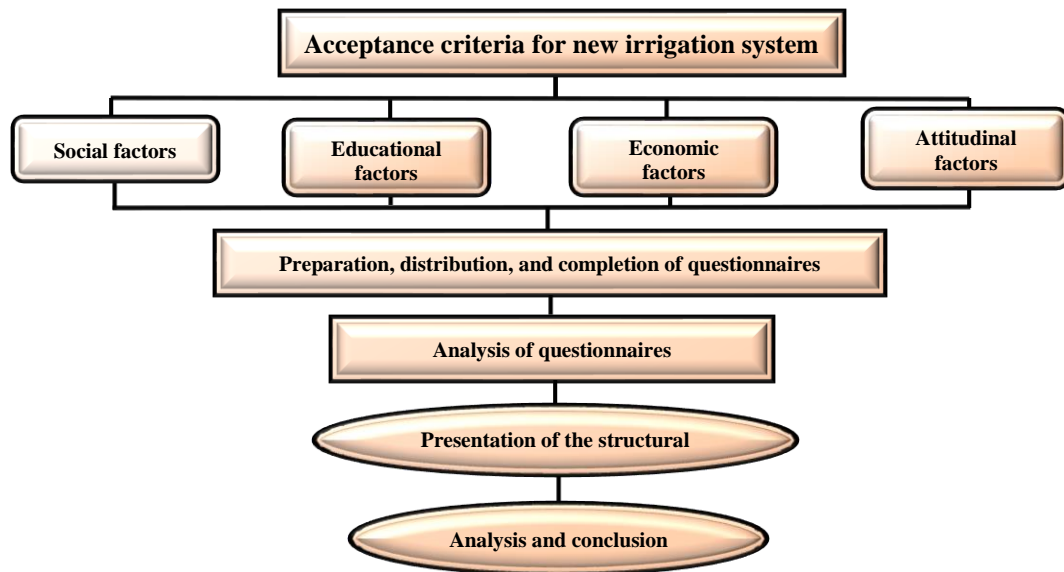 Acceptance criteria for new irrigation system
Social factors
Educational
factors
Economic
factors
Attitudinal
factors
Preparation, distribution, and completion of questionnaires
Analysis of questionnaires
Presentation of the structural
Analysis and conclusion